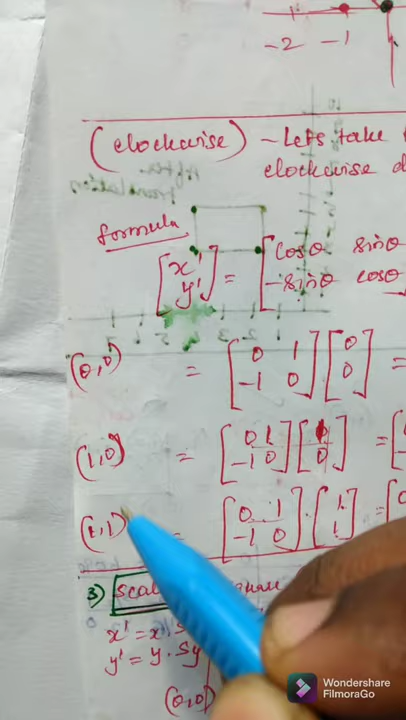 -2 -1
(clockwise) - Lets take
clockwise
formula
[x' y'] = [cosθ sinθ -sinθ cosθ
(0,0) = [0 1 -1 0] [0 0] =
(1,0) = [0 1 -1 0] [1 0] =
(1,1) = [0 1 -1 0] . [1 1] =
3)
x' = x
y' = y . Sy
(0,0)
Wondershare
FilmoraGo